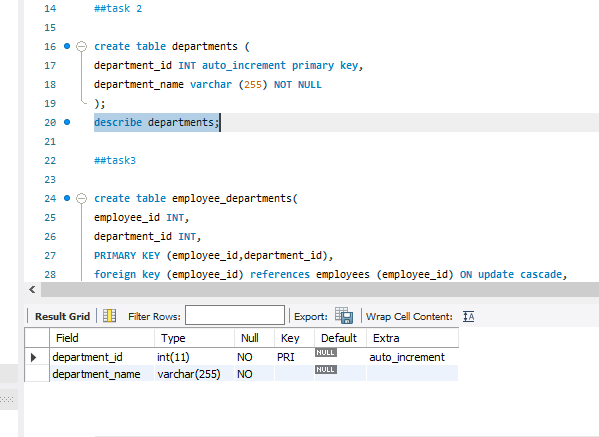 14 ##task 2
15
16 create table departments (
17 department_id INT auto_increment primary key,
18 department_name varchar (255) NOT NULL
19 );
20 describe departments;
21
22 ##task3
23
24 create table employee_departments(
25 employee_id INT,
26 department_id INT,
27 PRIMARY KEY (employee_id,department_id),
28 foreign key (employee_id) references employees (employee_id) ON update cascade,
Result Grid Filter Rows: Export: Wrap Cell Content: IA
Field Type Null Key Default Extra
department_id int(11) NO PRI NULL auto_increment
department_name varchar(255) NO NULL